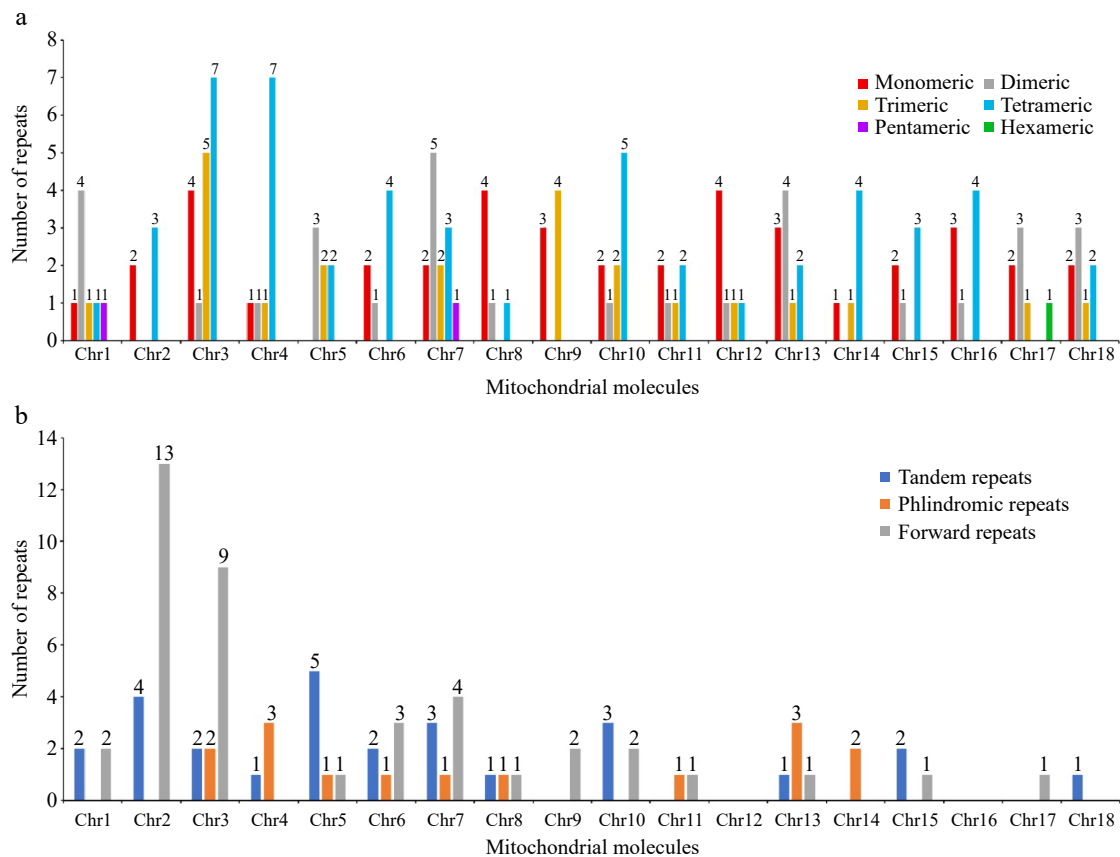 a
Number of repeats
8
7
6
5
4
3
2
1
0
Monomeric Dimeric
Trimeric Tetrameric
Pentameric Hexameric
1 4 1 1 1
2 3
4 1 5 7
1 1 1 7
3 2 2
2 1 4
2 5 2 3 1
4 1 1
3 4
2 1 2 5
2 1 1 2
4 1 1 1
3 4 1 2
1 1 4
2 1 3
3 1 4
2 3 1 1
2 3 1 2
Chr1 Chr2 Chr3 Chr4 Chr5 Chr6 Chr7 Chr8 Chr9 Chr10 Chr11 Chr12 Chr13 Chr14 Chr15 Chr16 Chr17 Chr18
Mitochondrial molecules
b
Number of repeats
14
12
10
8
6
4
2
0
Tandem repeats
Phlindromic repeats
Forward repeats
2 2
4 13
2 2 9
1 3
5 1 1
2 1 3
3 1 4
1 1 1
2
3 2
1 1
1 3 1
2
2 1
1
1
Chr1 Chr2 Chr3 Chr4 Chr5 Chr6 Chr7 Chr8 Chr9 Chr10 Chr11 Chr12 Chr13 Chr14 Chr15 Chr16 Chr17 Chr18
Mitochondrial molecules